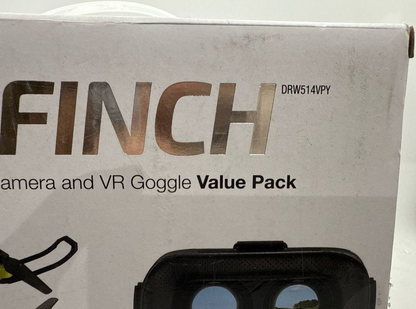 FINCH
DRW514VPY
amera and VR Goggle Value Pack